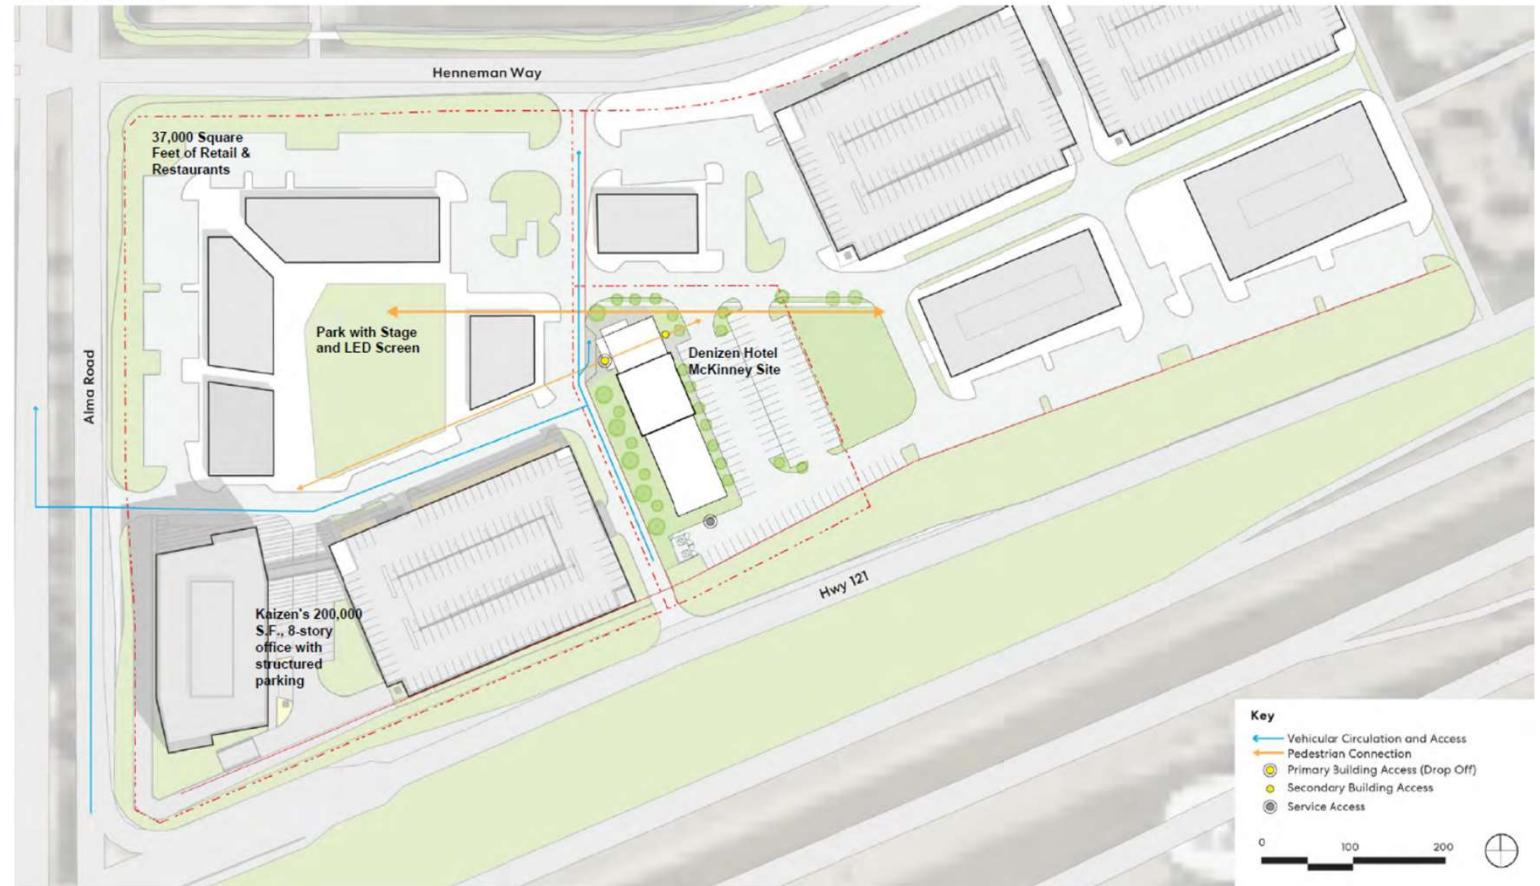 Henneman Way
37,000 Square
Feet of Retail &
Restaurants
Park with Stage
and LED Screen
Denizen Hotel
McKinney Site
Alma Road
Hwy 121
Kaizen's 200,000
S.F., 8-story
office with
structured
parking
Key
Vehicular Circulation and Access
Pedestrian Connection
Primary Building Access (Drop Off)
Secondary Building Access
Service Access
0 100 200